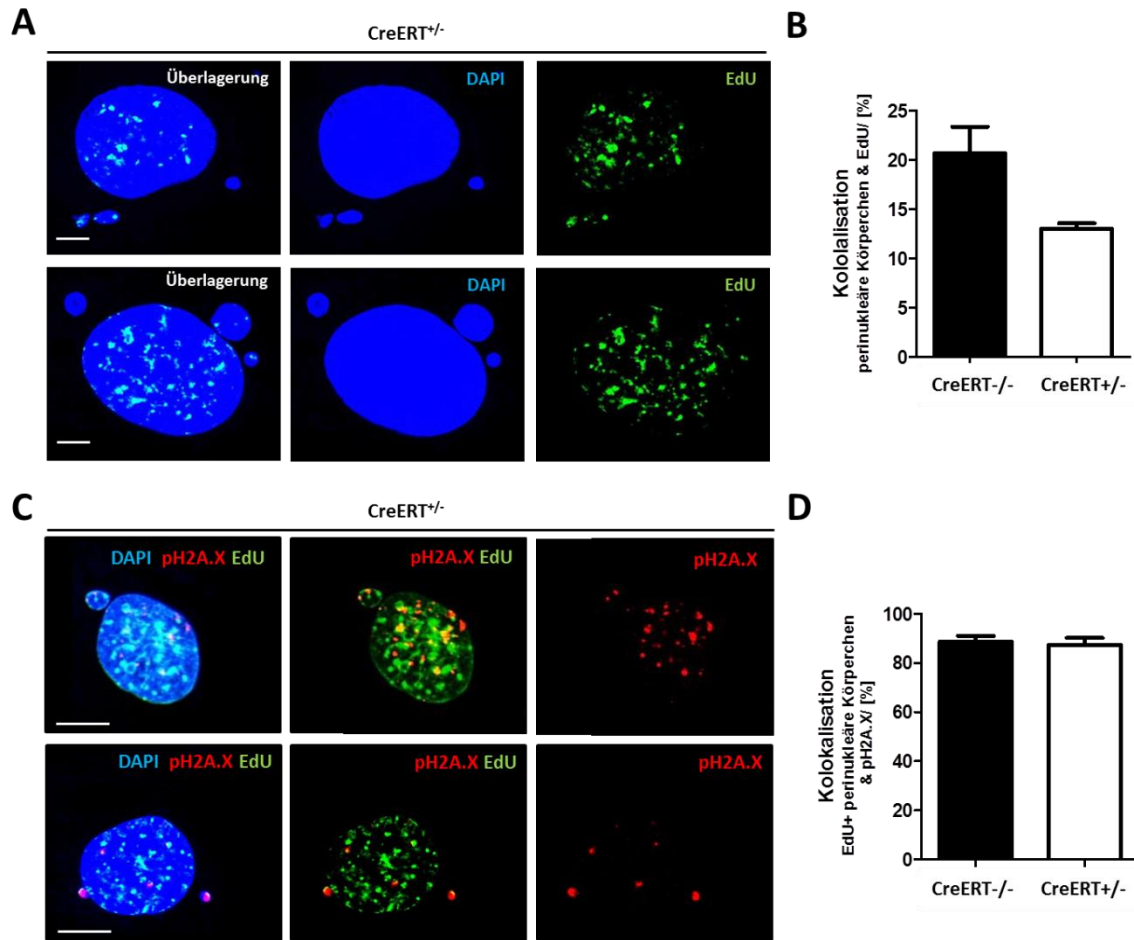 A
CreERT+/-
Überlagerung
DAPI
EdU
Überlagerung
DAPI
EdU
B
Kololalisation
perinukleäre Körperchen & EdU/ [%]
25
20
15
10
5
0
CreERT-/-
CreERT+/-
C
CreERT+/-
DAPI pH2A.X EdU
pH2A.X EdU
pH2A.X
DAPI pH2A.X EdU
pH2A.X EdU
pH2A.X
D
Kolokalisation
EdU+ perinukleäre Körperchen
& pH2A.X/ [%]
100
80
60
40
20
0
CreERT-/-
CreERT+/-